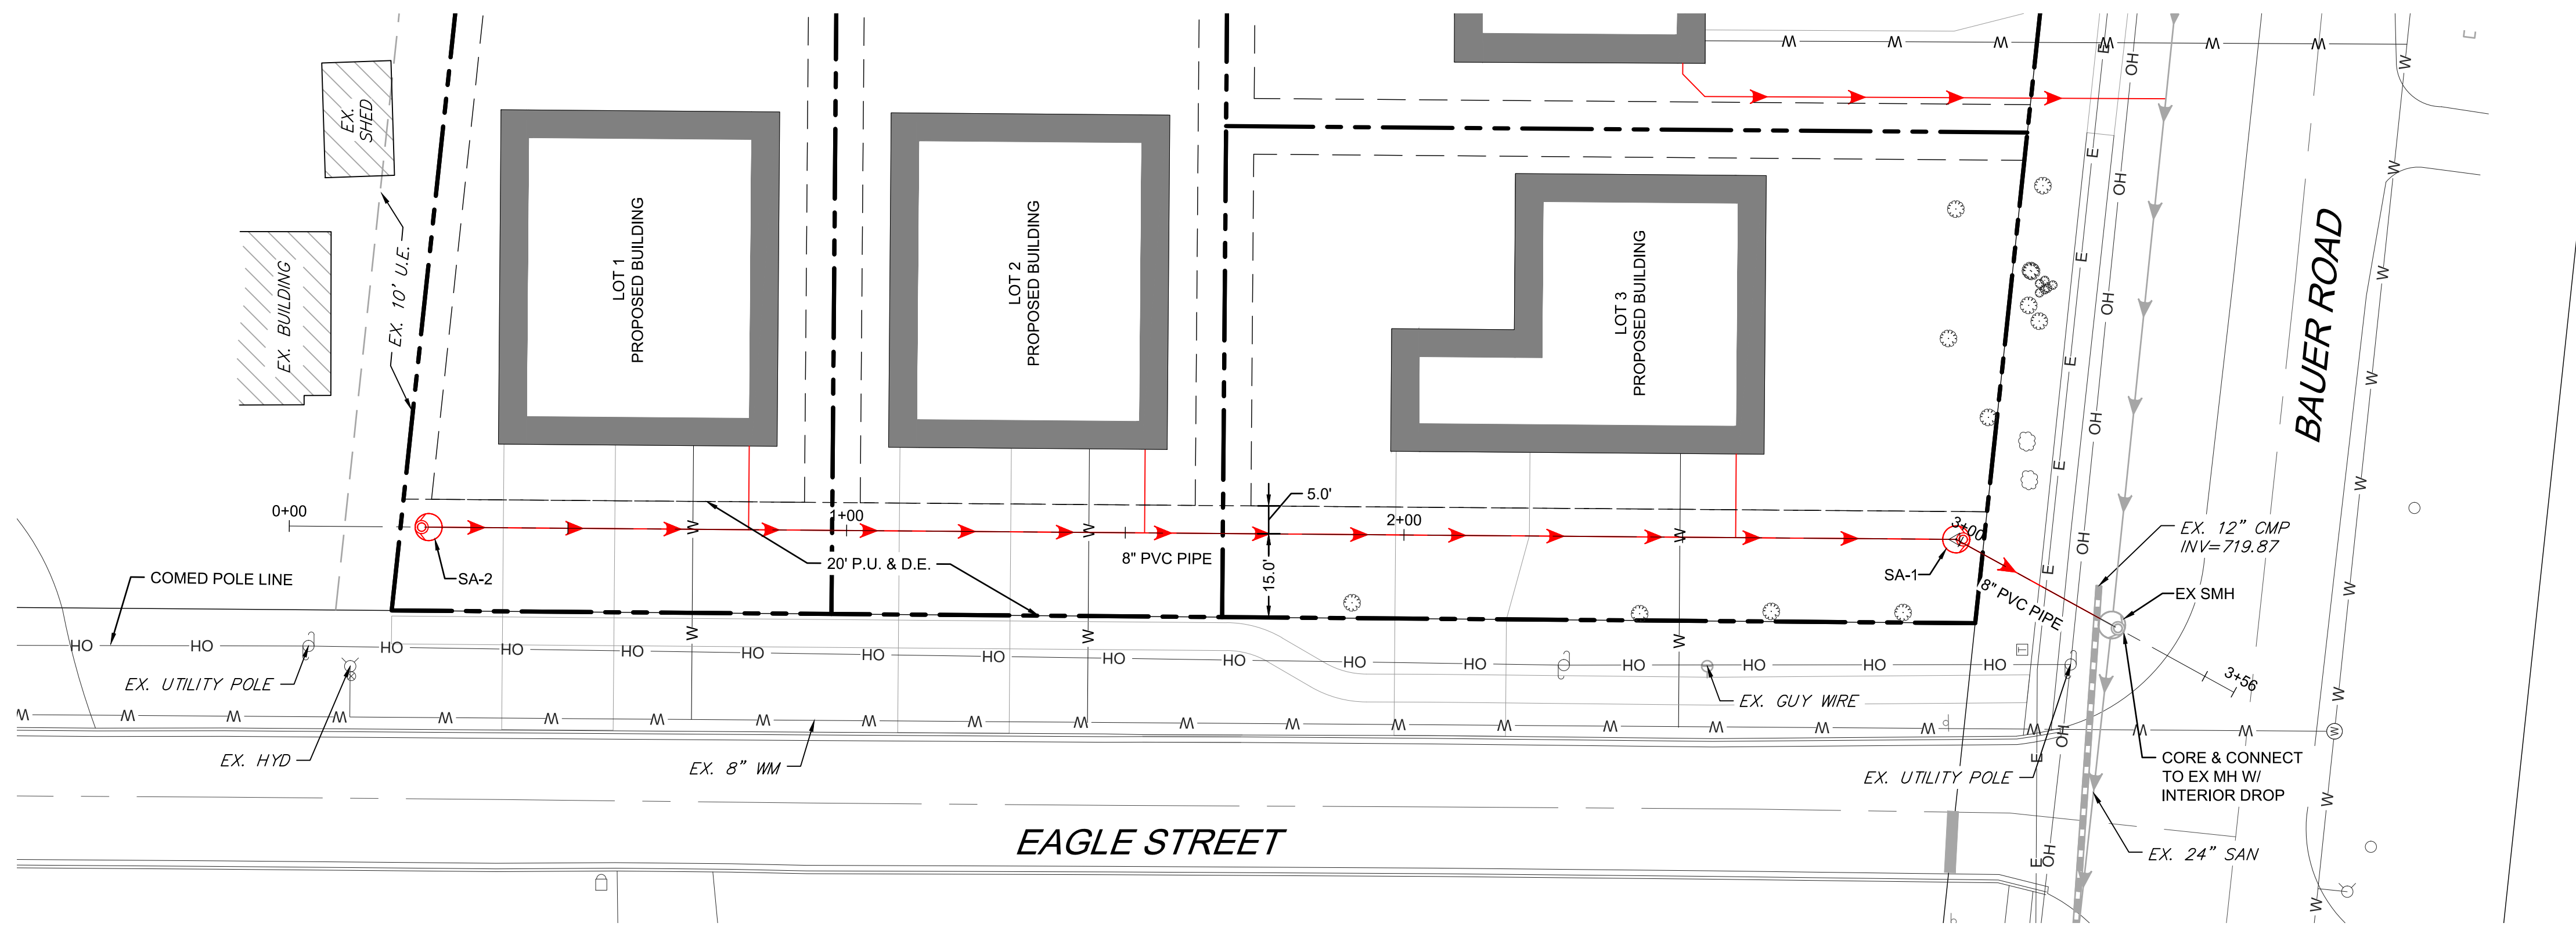 EX.
SHED
EX. BUILDING
EX. 10' U.E.
LOT 1
PROPOSED BUILDING
LOT 2
PROPOSED BUILDING
LOT 3
PROPOSED BUILDING
BAUER ROAD
0+00
1+00
2+00
3+00
3+56
5.0'
15.0'
SA-2
20' P.U. & D.E.
8" PVC PIPE
SA-1
8" PVC PIPE
EX. 12" CMP
INV=719.87
EX SMH
COMED POLE LINE
EX. UTILITY POLE
EX. HYD
EX. 8" WM
EX. GUY WIRE
EX. UTILITY POLE
CORE & CONNECT
TO EX MH W/
INTERIOR DROP
EX. 24" SAN
EAGLE STREET